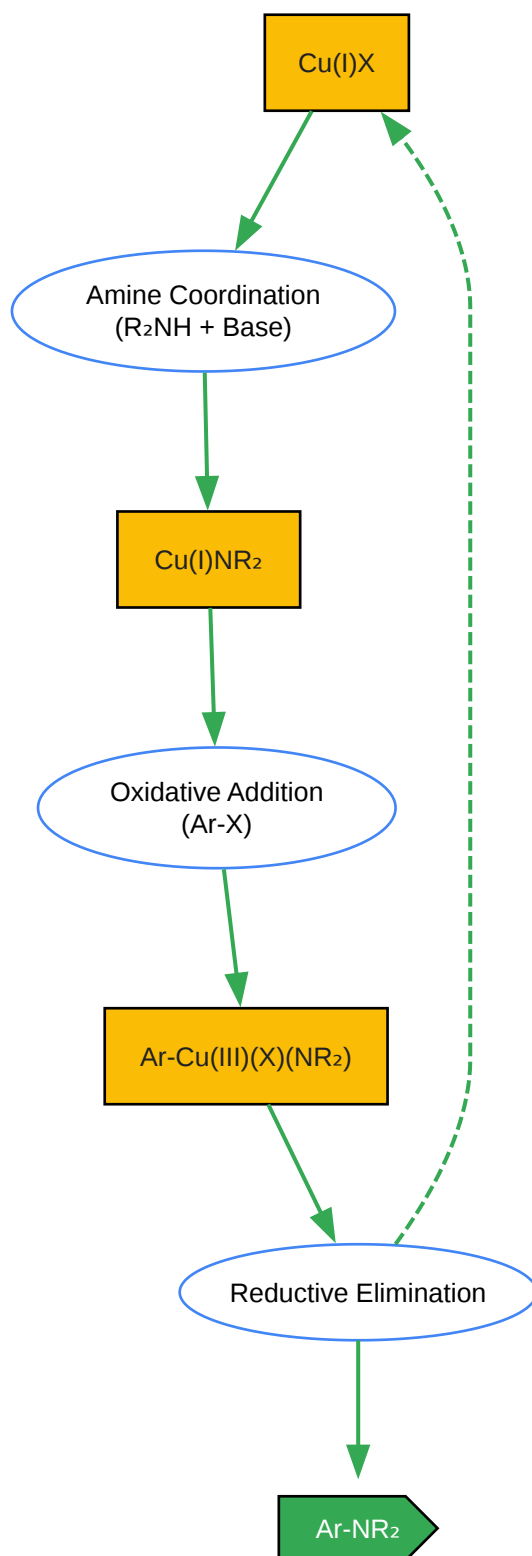 Cu(I)X
Amine Coordination
(R₂NH + Base)
Cu(I)NR₂
Oxidative Addition
(Ar-X)
Ar-Cu(III)(X)(NR₂)
Reductive Elimination
Ar-NR₂